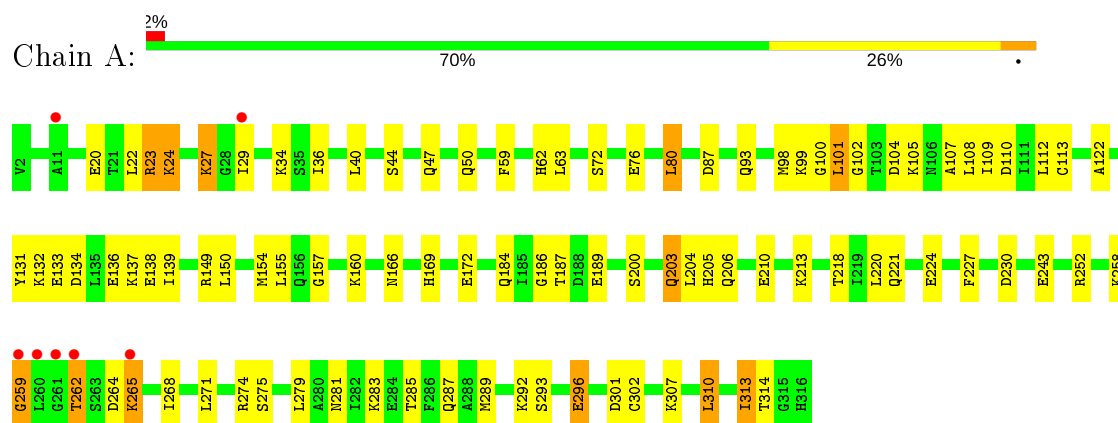 2%
Chain A:
70% 26% •
V2 A11 E20 T21 L22 R23 K24 K27 G28 I29 K34 S35 I36 L40 S44 Q47 Q50 F59 H62 L63 S72 E76 L80 D87 Q93 M98 K99 G100 L101 G102 T103 D104 K105 N106 A107 L108 I109 D110 I111 L112 C113 A122
Y131 K132 E133 D134 L135 E136 K137 E138 I139 R149 L150 M154 L155 Q156 G157 K160 N166 H169 E172 Q184 I185 G186 T187 D188 E189 S200 Q203 L204 H205 Q206 E210 K213 T218 I219 L220 Q221 E224 F227 D230 E243 R252 K258
G259 L260 G261 T262 S263 D264 K265 I268 L271 R274 S275 L279 A280 N281 I282 K283 E284 T285 F286 Q287 A288 M289 K292 S293 E296 D301 C302 K307 L310 I313 T314 G315 H316